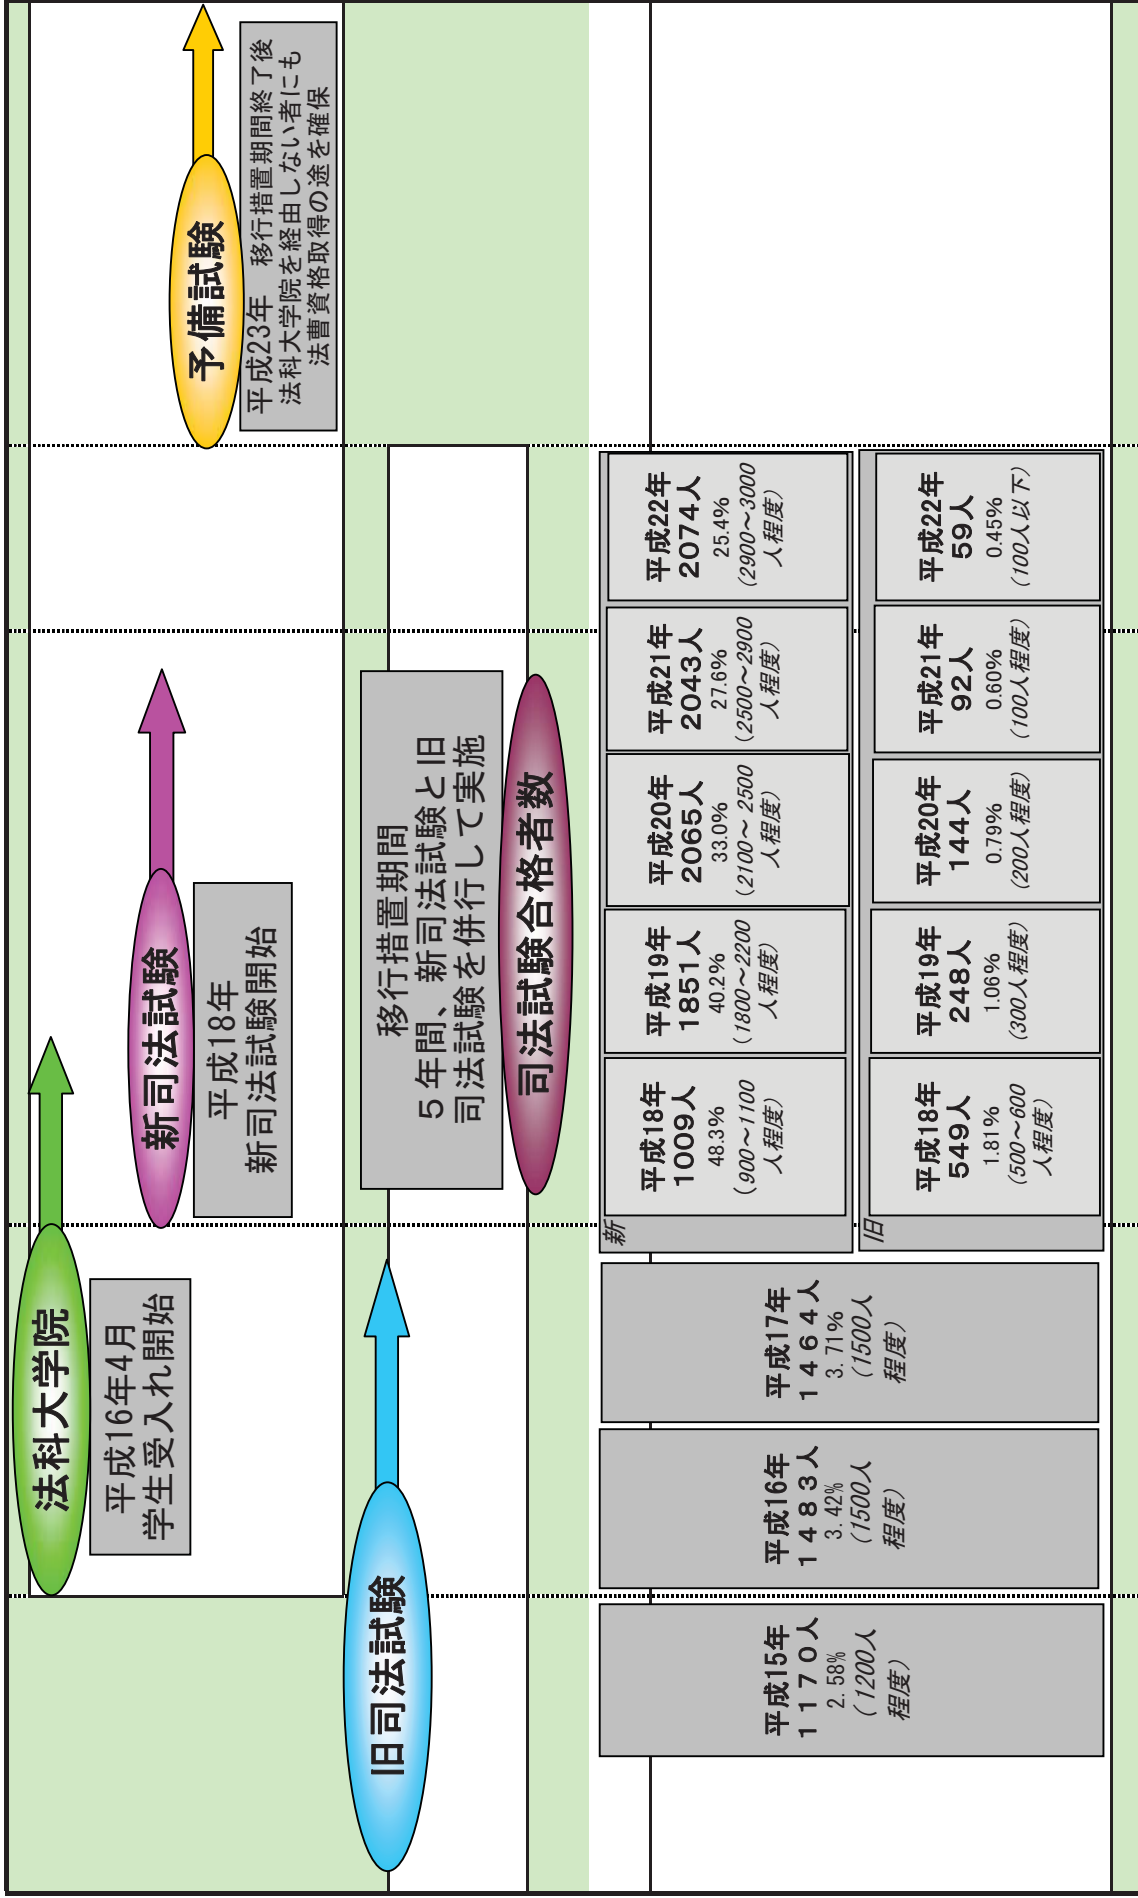 法科大学院
平成16年4月
学生受入れ開始
新司法試験
平成18年
新司法試験開始
予備試験
平成23年　移行措置期間終了後
法科大学院を経由しない者にも
法曹資格取得の途を確保
旧司法試験
移行措置期間
５年間、新司法試験と旧
司法試験を併行して実施
司法試験合格者数
平成15年
１１７０人
2.58%
（1200人
程度）
平成16年
１４８３人
3.42%
（1500人
程度）
平成17年
１４６４人
3.71%
（1500人
程度）
新
平成18年
1009人
48.3%
（900～1100
人程度）
平成19年
1851人
40.2%
（1800～2200
人程度）
平成20年
2065人
33.0%
（2100～2500
人程度）
平成21年
2043人
27.6%
（2500～2900
人程度）
平成22年
2074人
25.4%
（2900～3000
人程度）
旧
平成18年
549人
1.81%
（500～600
人程度）
平成19年
248人
1.06%
（300人程度）
平成20年
144人
0.79%
（200人程度）
平成21年
92人
0.60%
（100人程度）
平成22年
59人
0.45%
（100人以下）